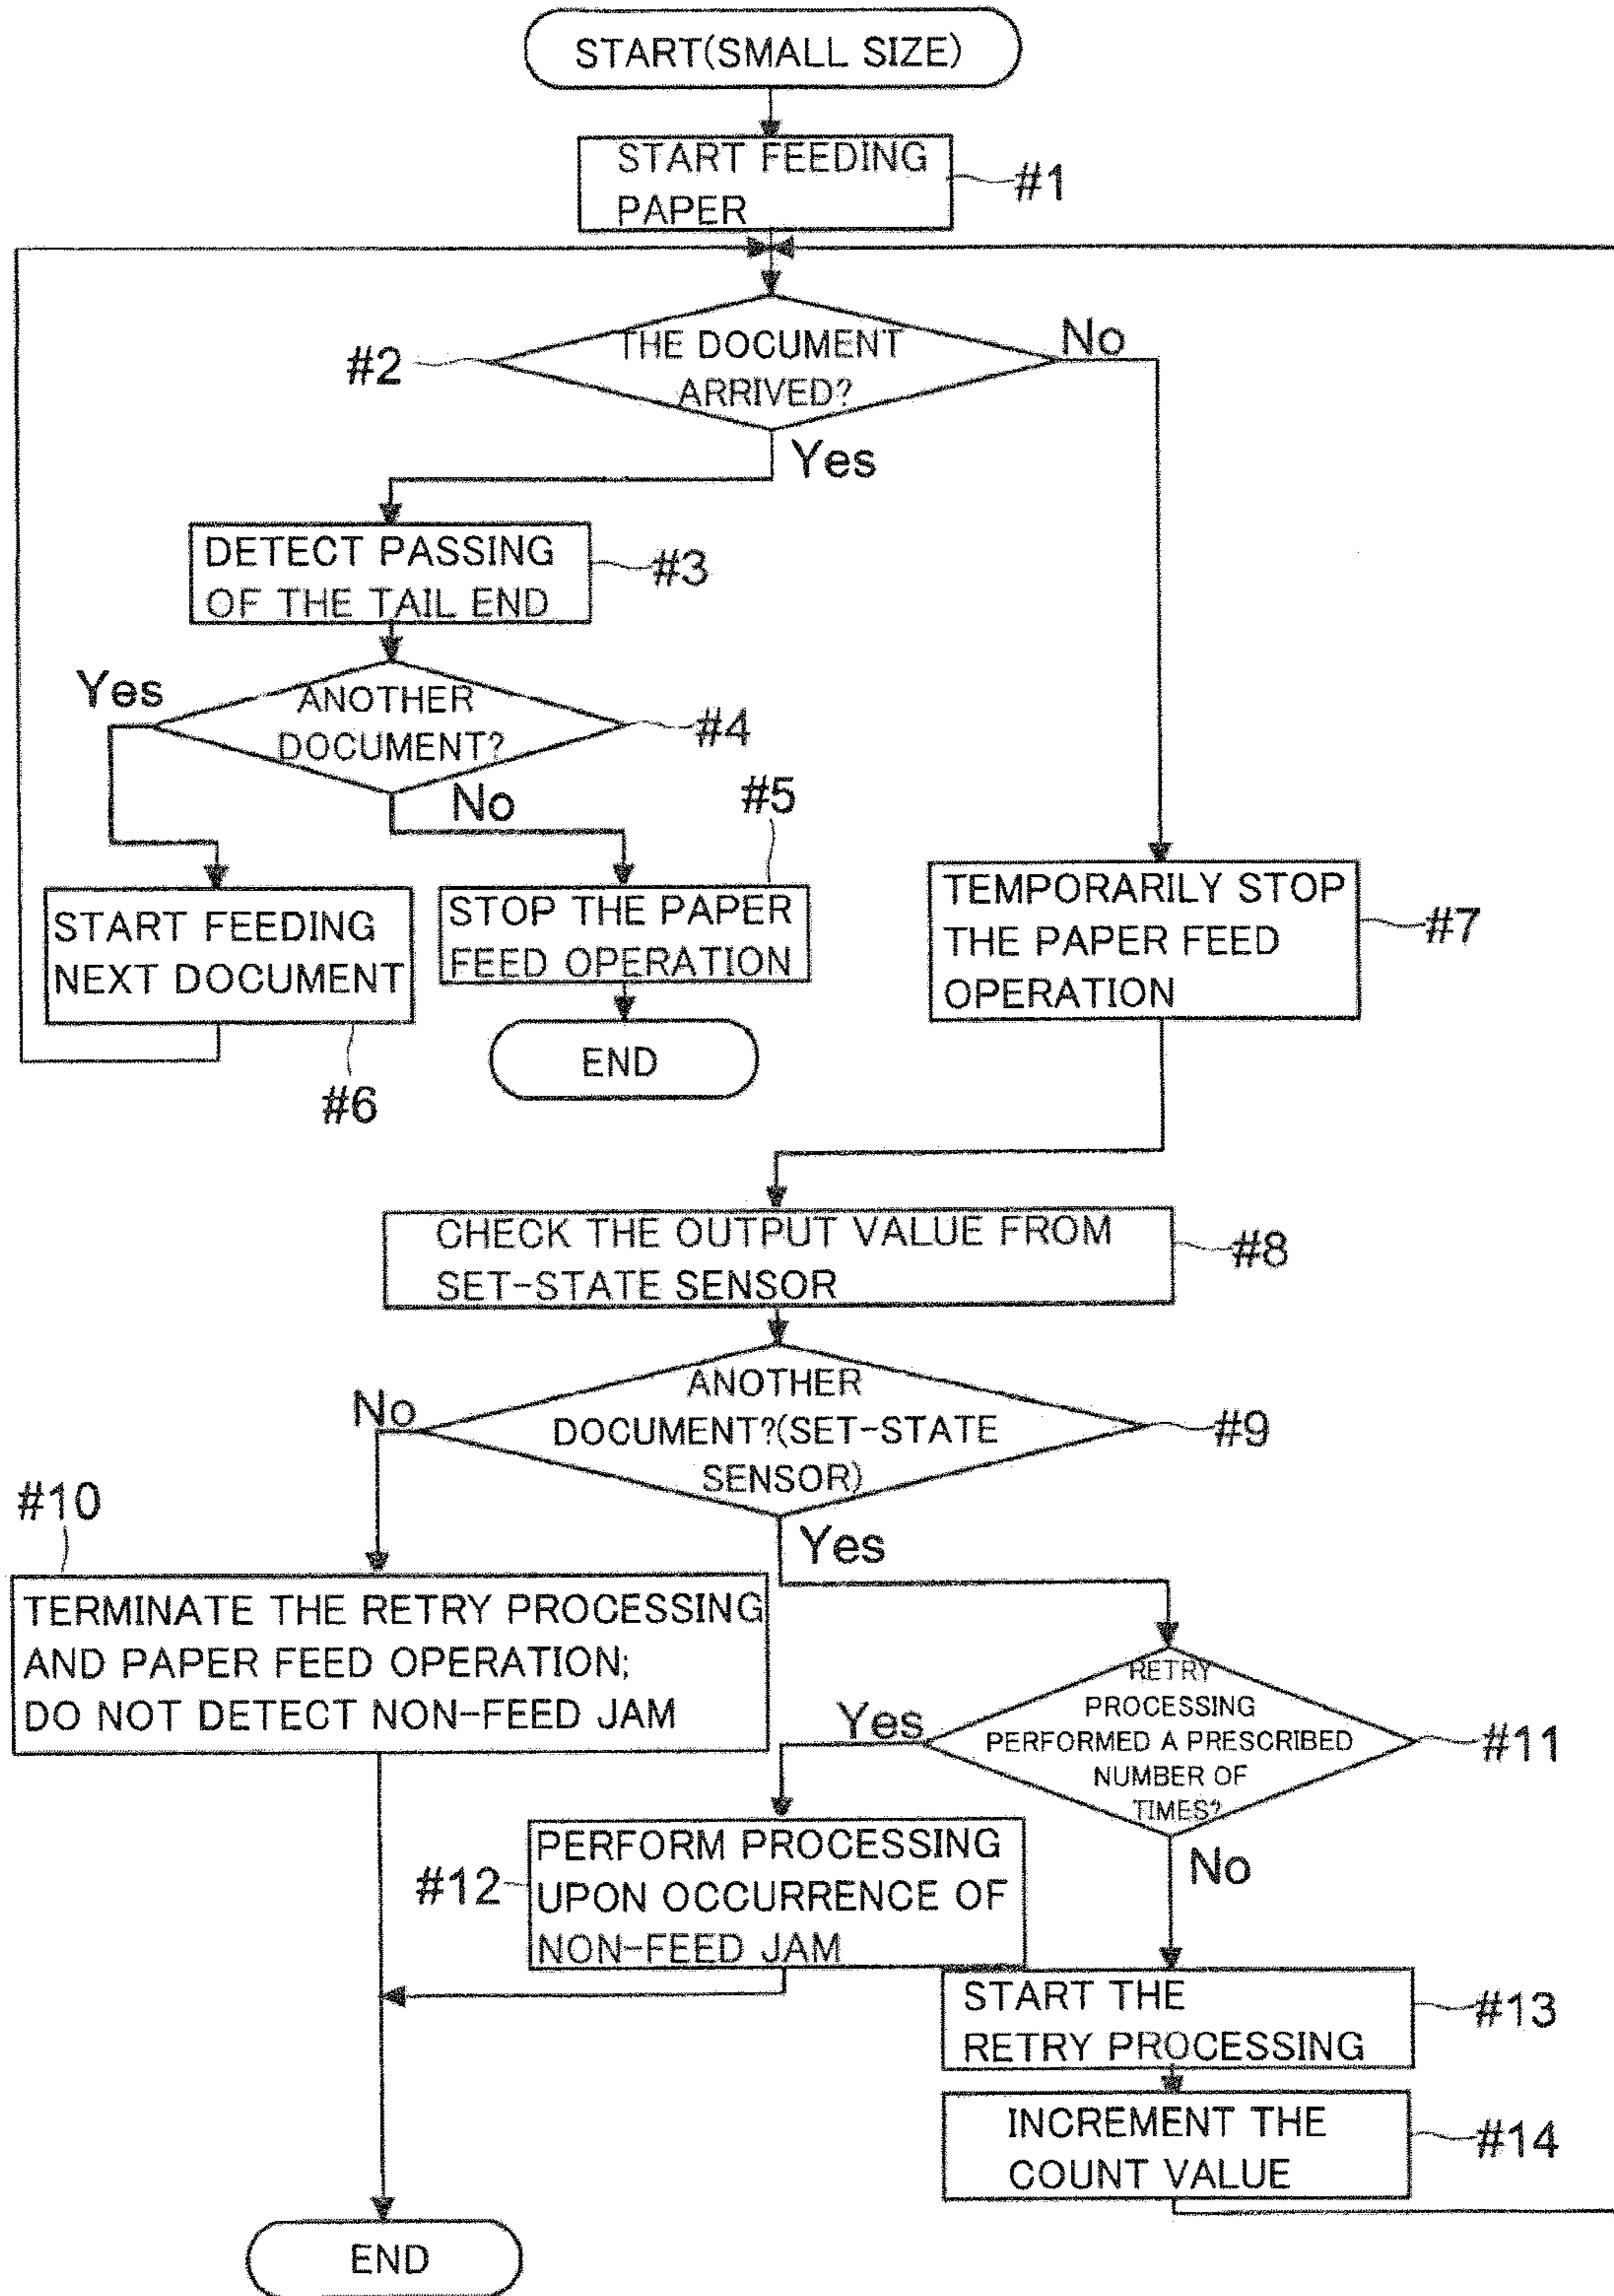 START(SMALL SIZE)
START FEEDING
PAPER
#1
THE DOCUMENT
ARRIVED?
#2
No
Yes
DETECT PASSING
OF THE TAIL END
#3
Yes
ANOTHER
DOCUMENT?
#4
No
#5
START FEEDING
NEXT DOCUMENT
#6
STOP THE PAPER
FEED OPERATION
END
TEMPORARILY STOP
THE PAPER FEED
OPERATION
#7
CHECK THE OUTPUT VALUE FROM
SET-STATE SENSOR
#8
No
ANOTHER
DOCUMENT?(SET-STATE
SENSOR)
#9
Yes
#10
TERMINATE THE RETRY PROCESSING
AND PAPER FEED OPERATION;
DO NOT DETECT NON-FEED JAM
Yes
RETRY
PROCESSING
PERFORMED A PRESCRIBED
NUMBER OF
TIMES?
#11
No
#12
PERFORM PROCESSING
UPON OCCURRENCE OF
NON-FEED JAM
START THE
RETRY PROCESSING
#13
INCREMENT THE
COUNT VALUE
#14
END